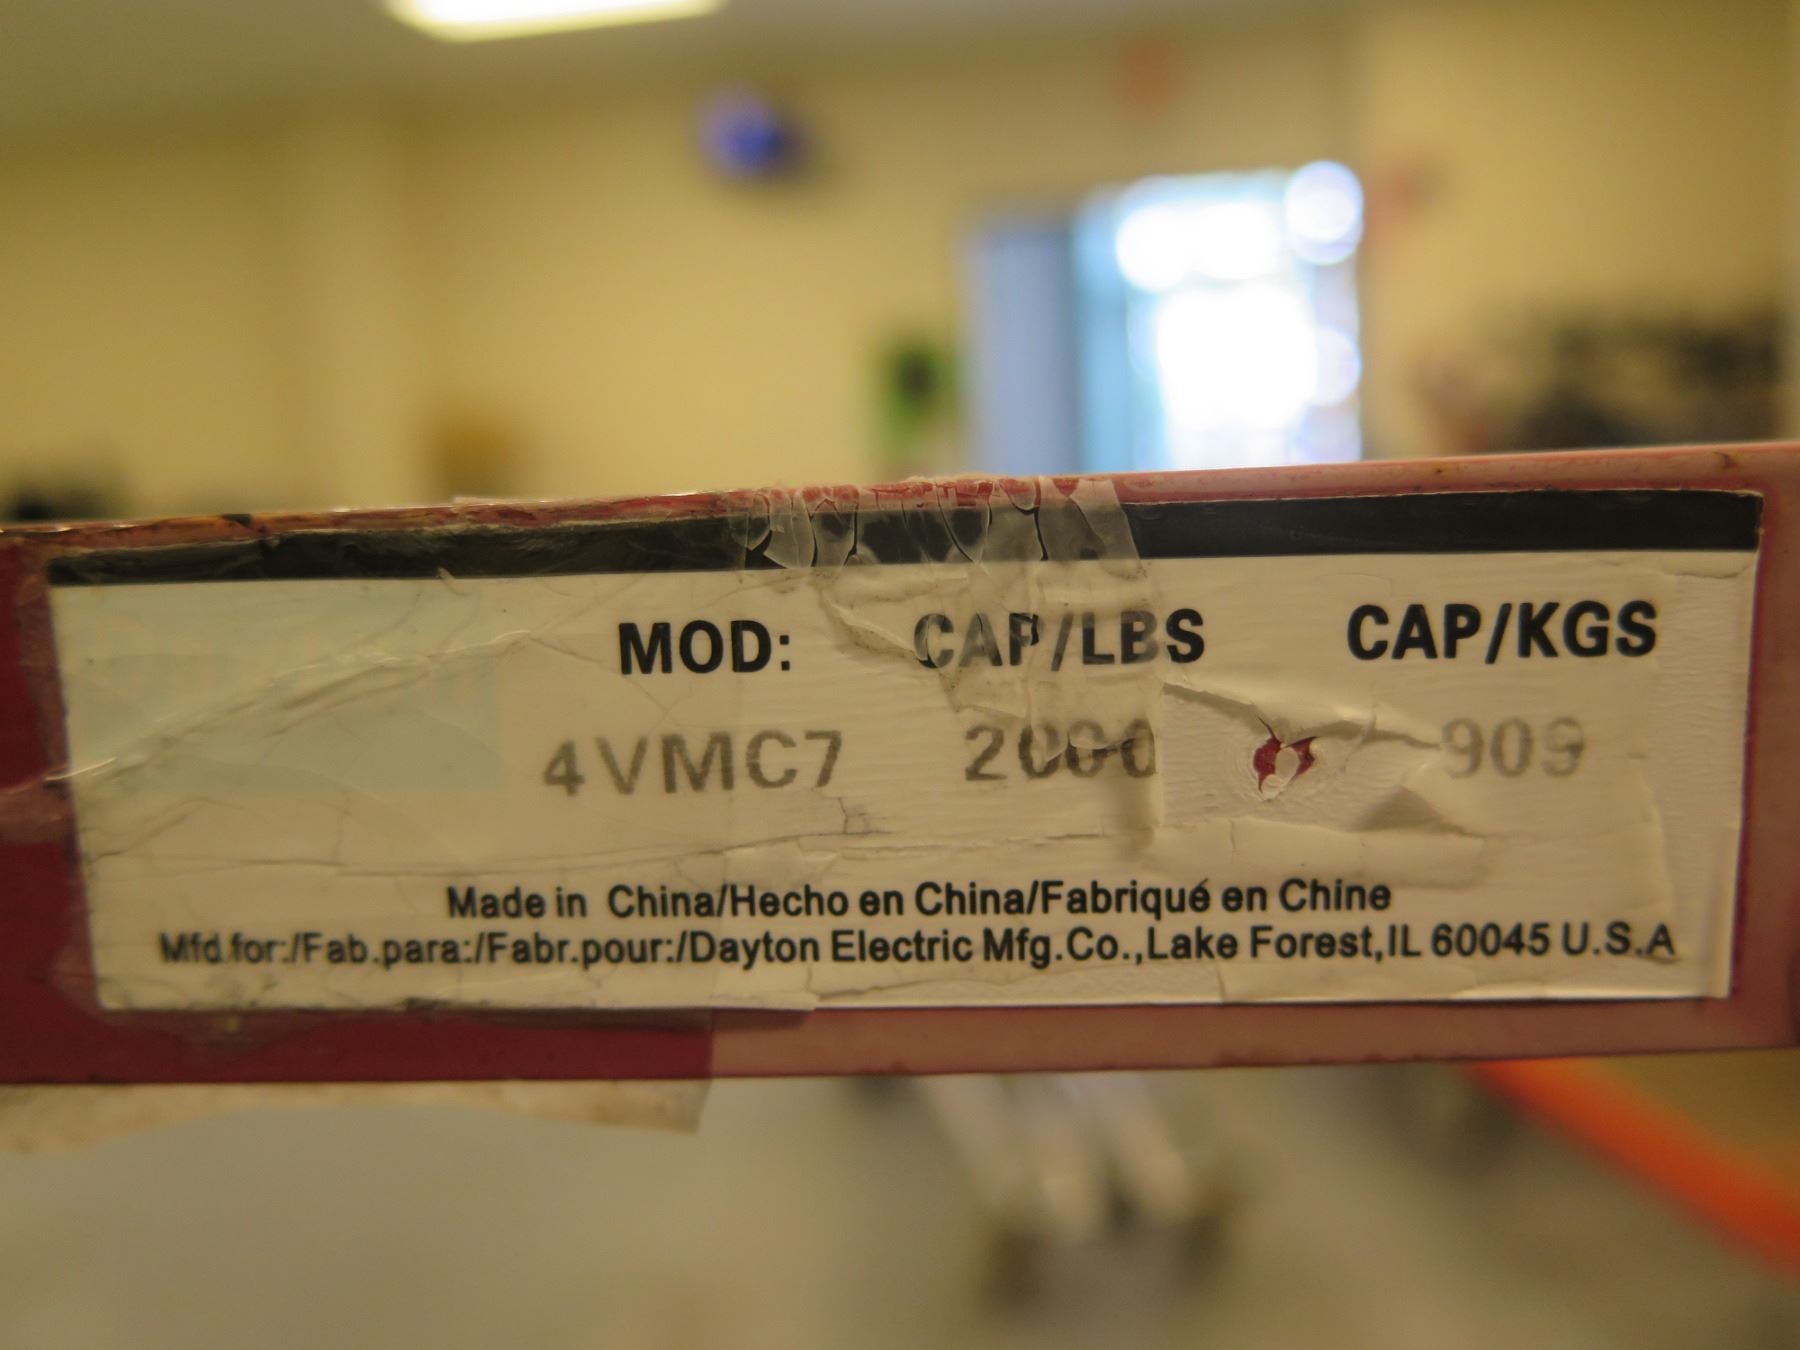 MOD: CAP/LBS CAP/KGS
4VMC7 2000 909
Made in China/Hecho en China/Fabriqué en Chine
Mfd.for:/Fab.para:/Fabr.pour:/Dayton Electric Mfg.Co.,Lake Forest,IL 60045 U.S.A